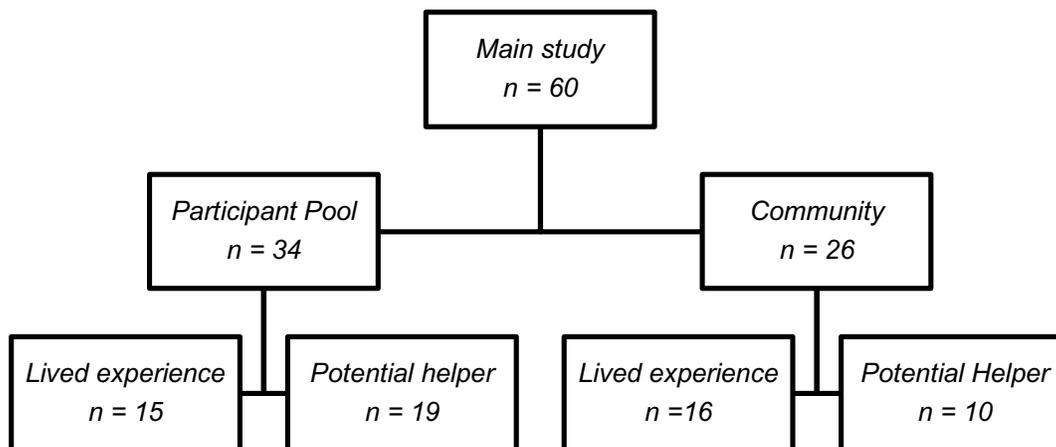 Main study
n = 60
Participant Pool
n = 34
Community
n = 26
Lived experience
n = 15
Potential helper
n = 19
Lived experience
n =16
Potential Helper
n = 10